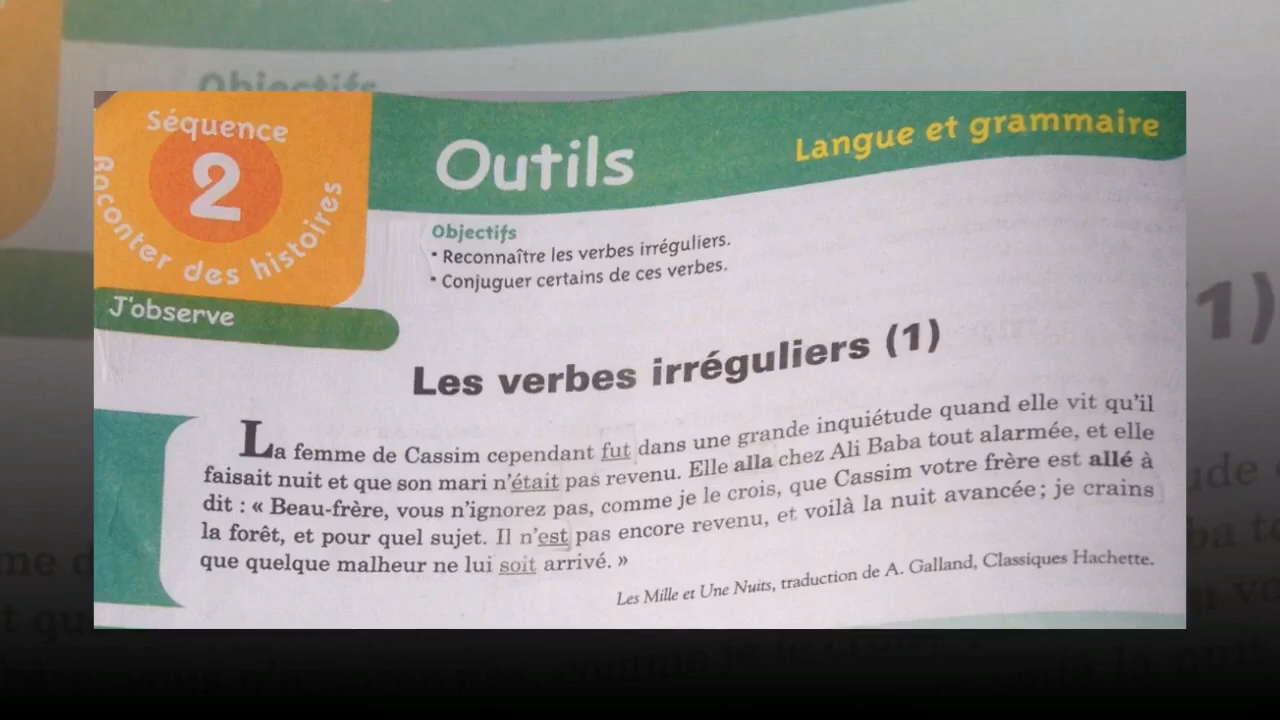 Séquence
2
Raconter des histoires
Outils
Langue et grammaire
Objectifs
• Reconnaître les verbes irréguliers.
• Conjuguer certains de ces verbes.
J'observe
Les verbes irréguliers (1)
La femme de Cassim cependant fut dans une grande inquiétude quand elle vit qu'il
faisait nuit et que son mari n'était pas revenu. Elle alla chez Ali Baba tout alarmée, et elle
dit : « Beau-frère, vous n'ignorez pas, comme je le crois, que Cassim votre frère est allé à
la forêt, et pour quel sujet. Il n'est pas encore revenu, et voilà la nuit avancée ; je crains
que quelque malheur ne lui soit arrivé. »
Les Mille et Une Nuits, traduction de A. Galland, Classiques Hachette.